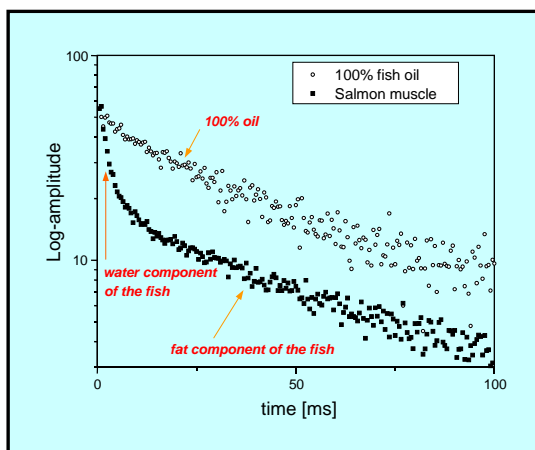 100
100% fish oil
Salmon muscle
100% oil
Log-amplitude
10
water component
of the fish
fat component of the fish
0
50
100
time [ms]